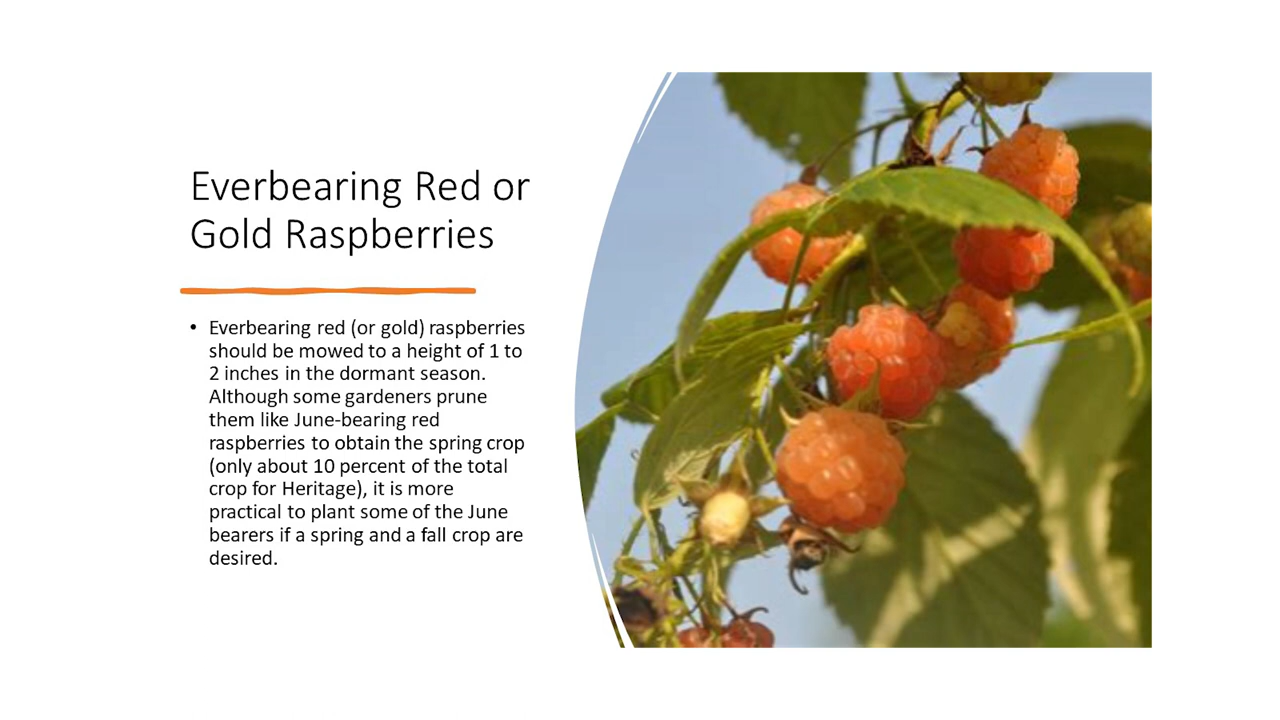 Everbearing Red or
Gold Raspberries
• Everbearing red (or gold) raspberries
should be mowed to a height of 1 to
2 inches in the dormant season.
Although some gardeners prune
them like June-bearing red
raspberries to obtain the spring crop
(only about 10 percent of the total
crop for Heritage), it is more
practical to plant some of the June
bearers if a spring and a fall crop are
desired.